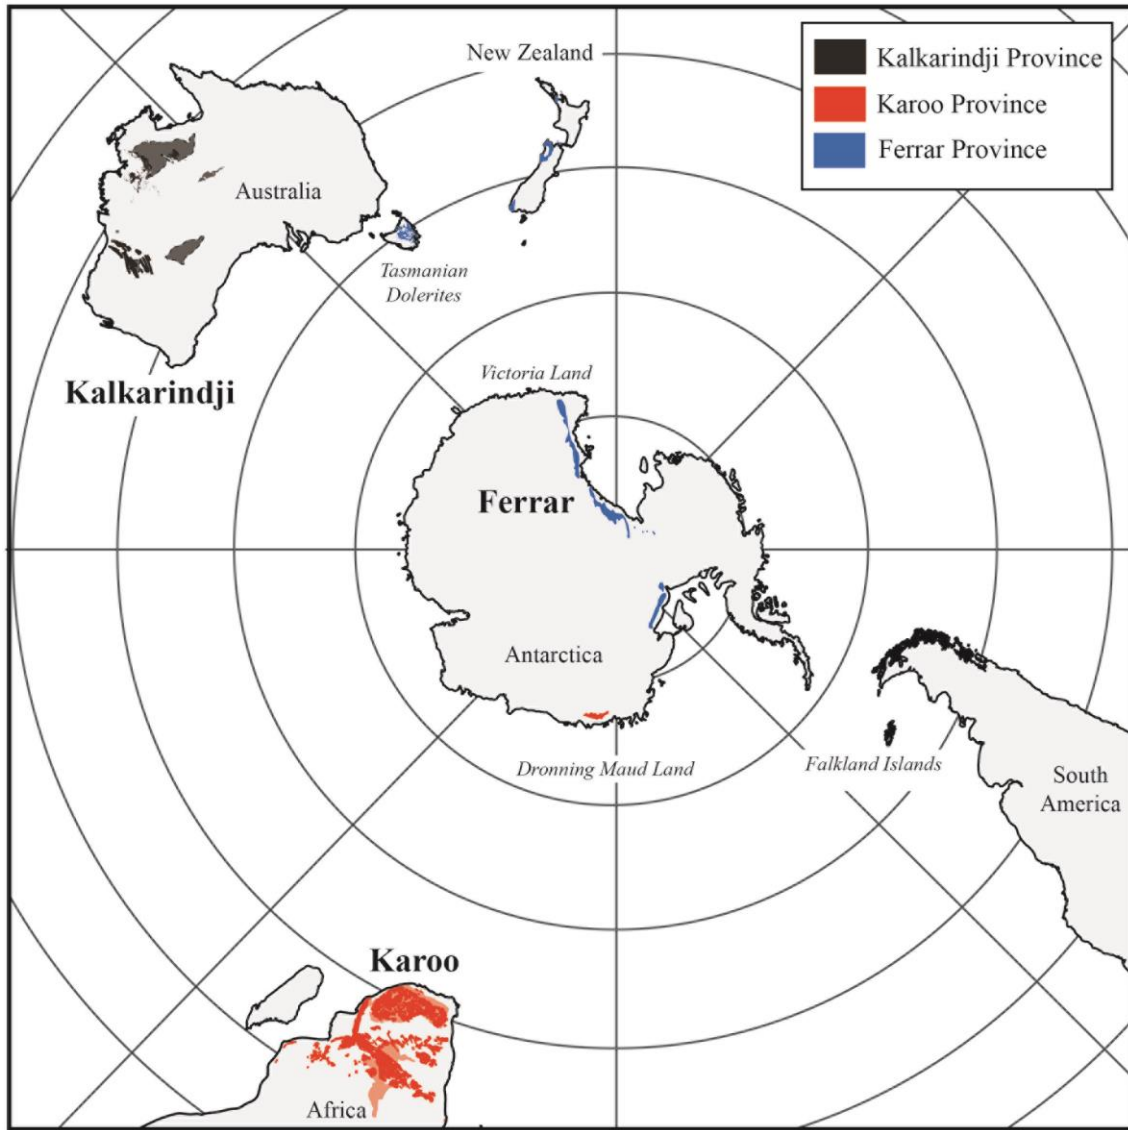 New Zealand
Kalkarindji Province
Karoo Province
Ferrar Province
Australia
Tasmanian
Dolerites
Victoria Land
Kalkarindji
Ferrar
Antarctica
Dronning Maud Land
Falkland Islands
South
America
Karoo
Africa